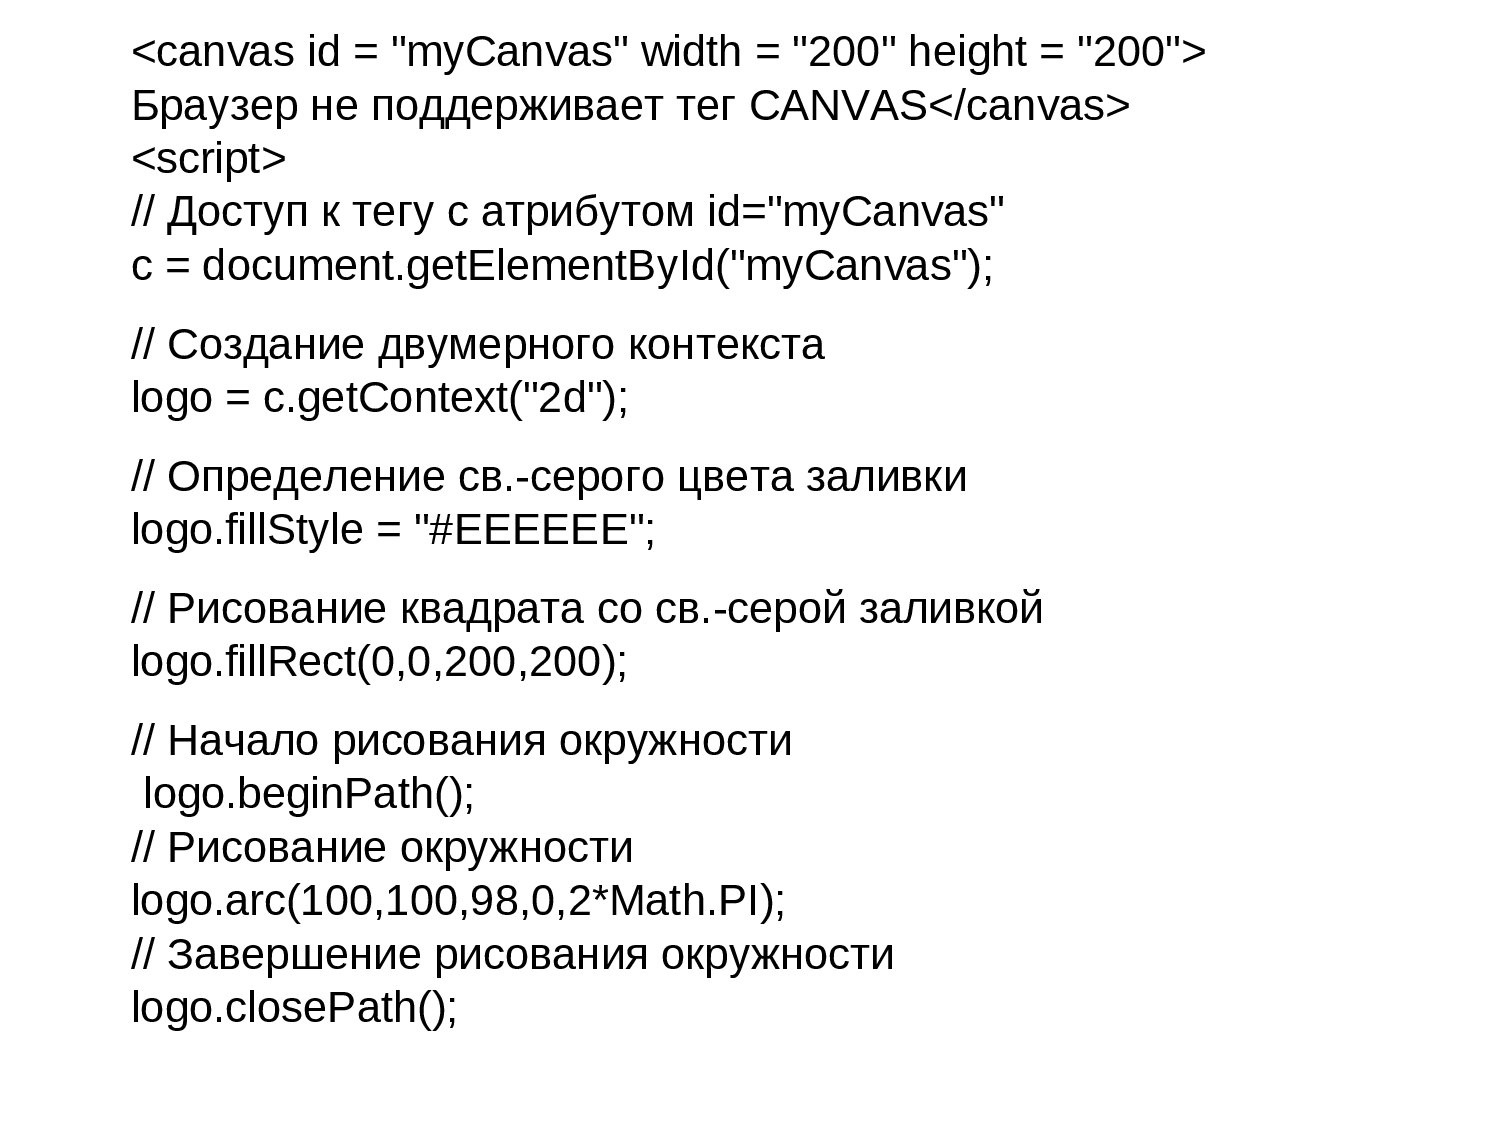 <canvas id = "myCanvas" width = "200" height = "200">
Браузер не поддерживает тег CANVAS</canvas>
<script>
// Доступ к тегу с атрибутом id="myCanvas"
c = document.getElementById("myCanvas");
// Создание двумерного контекста
logo = c.getContext("2d");
// Определение св.-серого цвета заливки
logo.fillStyle = "#EEEEEE";
// Рисование квадрата со св.-серой заливкой
logo.fillRect(0,0,200,200);
// Начало рисования окружности
logo.beginPath();
// Рисование окружности
logo.arc(100,100,98,0,2*Math.PI);
// Завершение рисования окружности
logo.closePath();